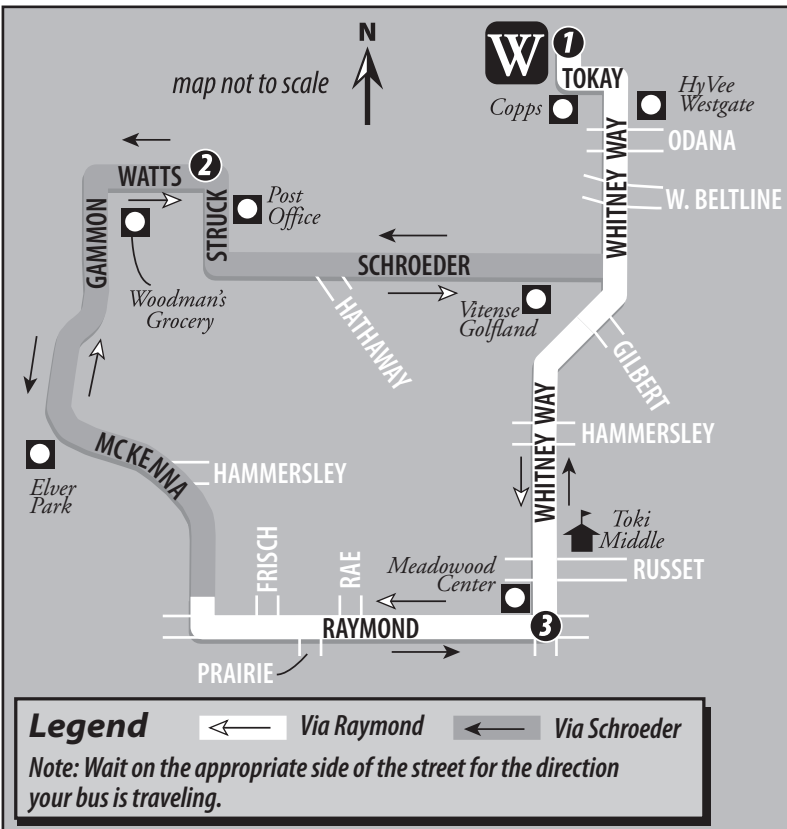 N
map not to scale
W
1
TOKAY
Copps
HyVee
Westgate
ODANA
WHITNEY WAY
W. BELTLINE
2
WATTS
STRUCK
Post
Office
GAMMON
Woodman's
Grocery
SCHROEDER
HATHAWAY
Vitense
Golfland
GILBERT
WHITNEY WAY
HAMMERSLEY
MCKENNA
HAMMERSLEY
Elver
Park
Toki
Middle
FRISCH
RAE
Meadowood
Center
RUSSET
RAYMOND
3
PRAIRIE
Legend
Via Raymond
Via Schroeder
Note: Wait on the appropriate side of the street for the direction
your bus is traveling.